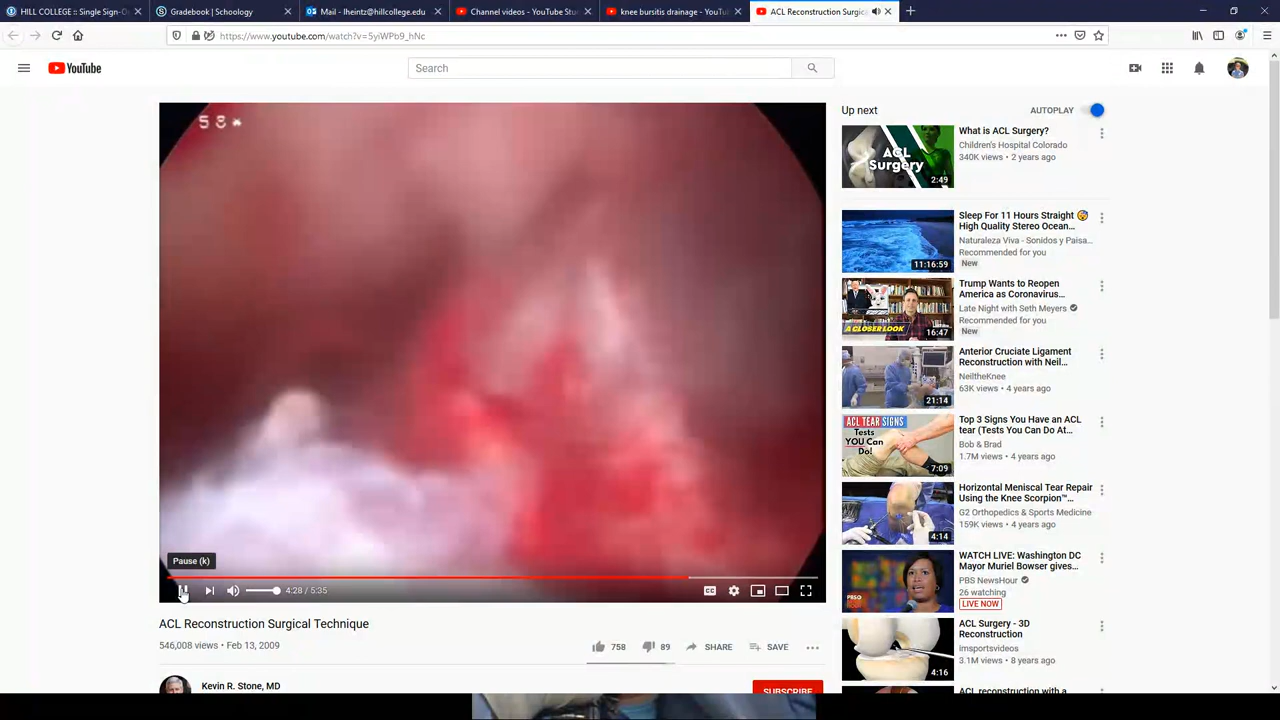 HILL COLLEGE :: Single Sign-O
Gradebook | Schoology
Mail - lheintz@hillcollege.edu
Channel videos - YouTube Stu
knee bursitis drainage - YouTu
ACL Reconstruction Surgica
https://www.youtube.com/watch?v=5yiWPb9_hNc
YouTube
Search
58
Pause (k)
4:28 / 5:35
ACL Reconstruction Surgical Technique
546,008 views • Feb 13, 2009
758
89
SHARE
SAVE
Kevin R. Stone, MD
SUBSCRIBE
Up next
AUTOPLAY
ACL
Surgery
2:49
What is ACL Surgery?
Children's Hospital Colorado
340K views • 2 years ago
11:16:59
Sleep For 11 Hours Straight 😴
High Quality Stereo Ocean...
Naturaleza Viva - Sonidos y Paisa...
Recommended for you
New
A CLOSER LOOK
16:47
Trump Wants to Reopen
America as Coronavirus...
Late Night with Seth Meyers
Recommended for you
New
21:14
Anterior Cruciate Ligament
Reconstruction with Neil...
NeiltheKnee
63K views • 4 years ago
ACL TEAR SIGNS
Tests
YOU Can
Do!
7:09
Top 3 Signs You Have an ACL
tear (Tests You Can Do At...
Bob & Brad
1.7M views • 4 years ago
4:14
Horizontal Meniscal Tear Repair
Using the Knee Scorpion™...
G2 Orthopedics & Sports Medicine
159K views • 4 years ago
WATCH LIVE: Washington DC
Mayor Muriel Bowser gives...
PBS NewsHour
26 watching
LIVE NOW
4:16
ACL Surgery - 3D
Reconstruction
imsportsvideos
3.1M views • 8 years ago
ACL reconstruction with a